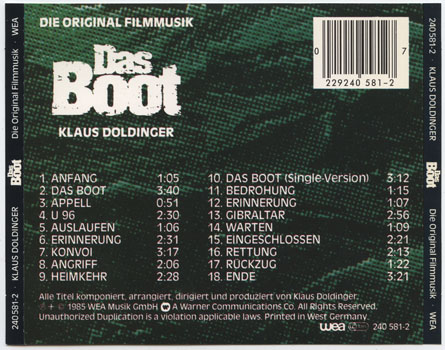 DIE ORIGINAL FILMMUSIK
Das
Boot
KLAUS DOLDINGER
0 7
229240 581-2
1. ANFANG 1:05
2. DAS BOOT 3:40
3. APPELL 0:51
4. U 96 2:30
5. AUSLAUFEN 2:06
6. ERINNERUNG 2:31
7. KONVOI 3:17
8. ANGRIFF 2:06
9. HEIMKEHR 2:28
10. DAS BOOT (Single-Version) 3:12
11. BEDROHUNG 1:15
12. ERINNERUNG 1:07
13. GIBRALTAR 2:56
14. WARTEN 1:09
15. EINGESCHLOSSEN 2:21
16. RETTUNG 2:13
17. RÜCKZUG 1:22
18. ENDE 3:21
Alle Titel komponiert, arrangiert, dirigiert und produziert von Klaus Doldinger.
℗ + © 1985 WEA Musik GmbH A Warner Communications Co. All Rights Reserved.
Unauthorized Duplication is a violation applicable laws. Printed in West Germany.
wea 240 581-2
240 581-2 · KLAUS DOLDINGER Das Boot Die Original Filmmusik · WEA
240 581-2 · KLAUS DOLDINGER Das Boot Die Original Filmmusik · WEA